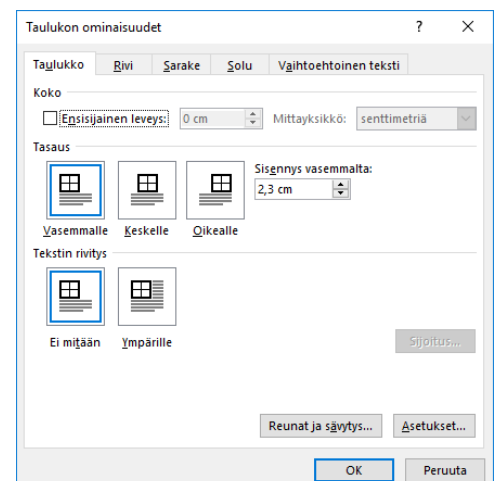 Taulukon ominaisuudet ? X
Taulukko Rivi Sarake Solu Vaihtoehtoinen teksti
Koko
Ensisijainen leveys: 0 cm Mittayksikkö: senttimetriä
Tasaus
Sisennys vasemmalta:
2,3 cm
Vasemmalle Keskelle Oikealle
Tekstin rivitys
Ei mitään Ympärille
Sijoitus...
Reunat ja sävytys... Asetukset...
OK Peruuta